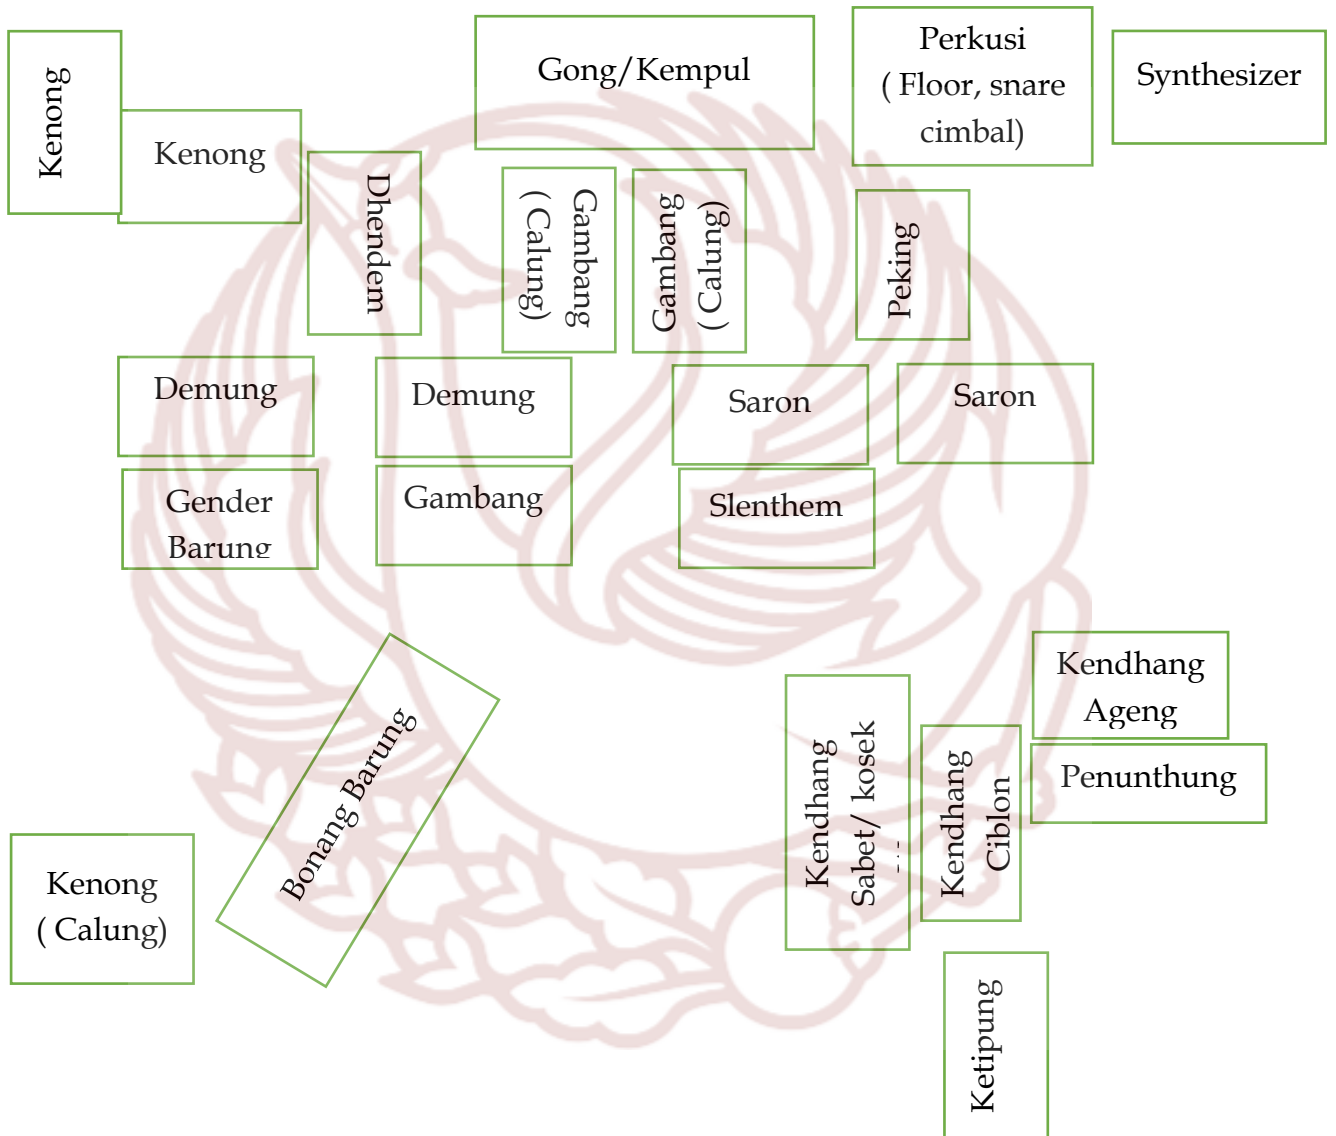 Kenong
Kenong
Gong/Kempul
Perkusi
( Floor, snare
cimbal)
Synthesizer
Dhendem
Gambang
( Calung)
Gambang
( Calung)
Peking
Demung
Demung
Saron
Saron
Gender
Barung
Gambang
Slenthem
Kendhang
Ageng
Penunthung
Bonang Barung
Kendhang
Sabet/ kosek
Kendhang
Ciblon
Kenong
( Calung)
Ketipung